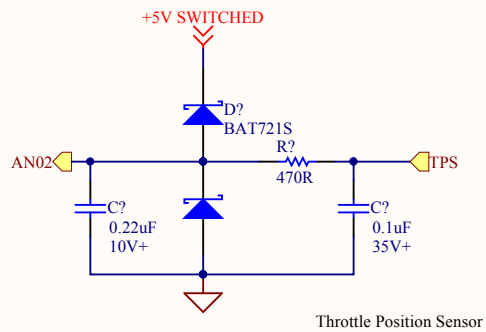 +5V SWITCHED
D?
BAT721S
R?
AN02
TPS
470R
C?
0.22uF
10V+
C?
0.1uF
35V+
Throttle Position Sensor